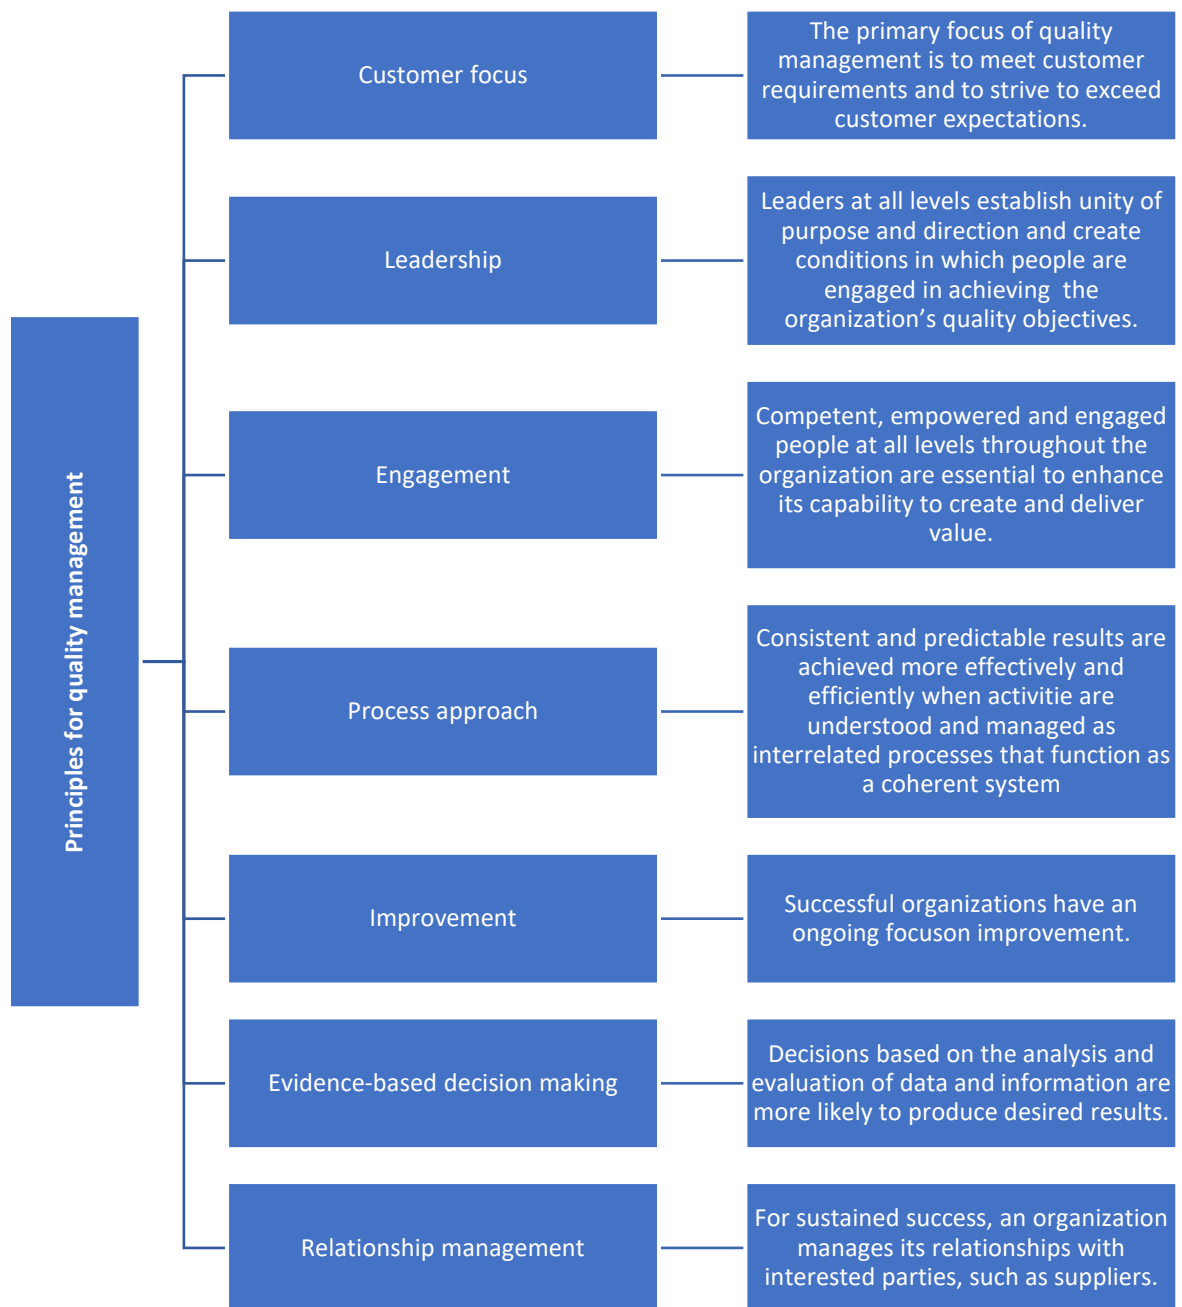 Principles for quality management
Customer focus
The primary focus of quality
management is to meet customer
requirements and to strive to exceed
customer expectations.
Leadership
Leaders at all levels establish unity of
purpose and direction and create
conditions in which people are
engaged in achieving  the
organization’s quality objectives.
Engagement
Competent, empowered and engaged
people at all levels throughout the
organization are essential to enhance
its capability to create and deliver
value.
Process approach
Consistent and predictable results are
achieved more effectively and
efficiently when activitie are
understood and managed as
interrelated processes that function as
a coherent system
Improvement
Successful organizations have an
ongoing focuson improvement.
Evidence-based decision making
Decisions based on the analysis and
evaluation of data and information are
more likely to produce desired results.
Relationship management
For sustained success, an organization
manages its relationships with
interested parties, such as suppliers.